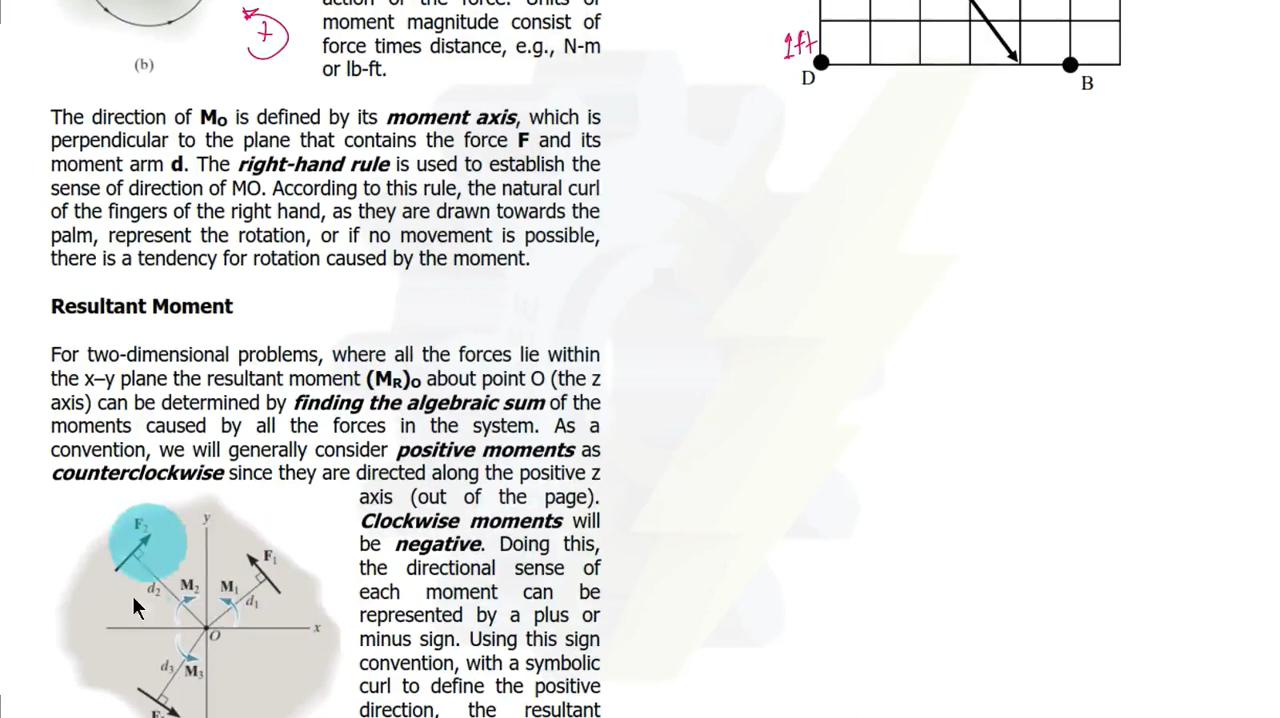 action of the force. Units of
moment magnitude consist of
force times distance, e.g., N-m
or lb-ft.
(b)
+
The direction of MO is defined by its moment axis, which is
perpendicular to the plane that contains the force F and its
moment arm d. The right-hand rule is used to establish the
sense of direction of MO. According to this rule, the natural curl
of the fingers of the right hand, as they are drawn towards the
palm, represent the rotation, or if no movement is possible,
there is a tendency for rotation caused by the moment.
Resultant Moment
For two-dimensional problems, where all the forces lie within
the x–y plane the resultant moment (MR)O about point O (the z
axis) can be determined by finding the algebraic sum of the
moments caused by all the forces in the system. As a
convention, we will generally consider positive moments as
counterclockwise since they are directed along the positive z
axis (out of the page).
Clockwise moments will
be negative. Doing this,
the directional sense of
each moment can be
represented by a plus or
minus sign. Using this sign
convention, with a symbolic
curl to define the positive
direction, the resultant
F2
y
F1
d2
M2
M1
d1
O
x
d3
M3
1ft
D
B